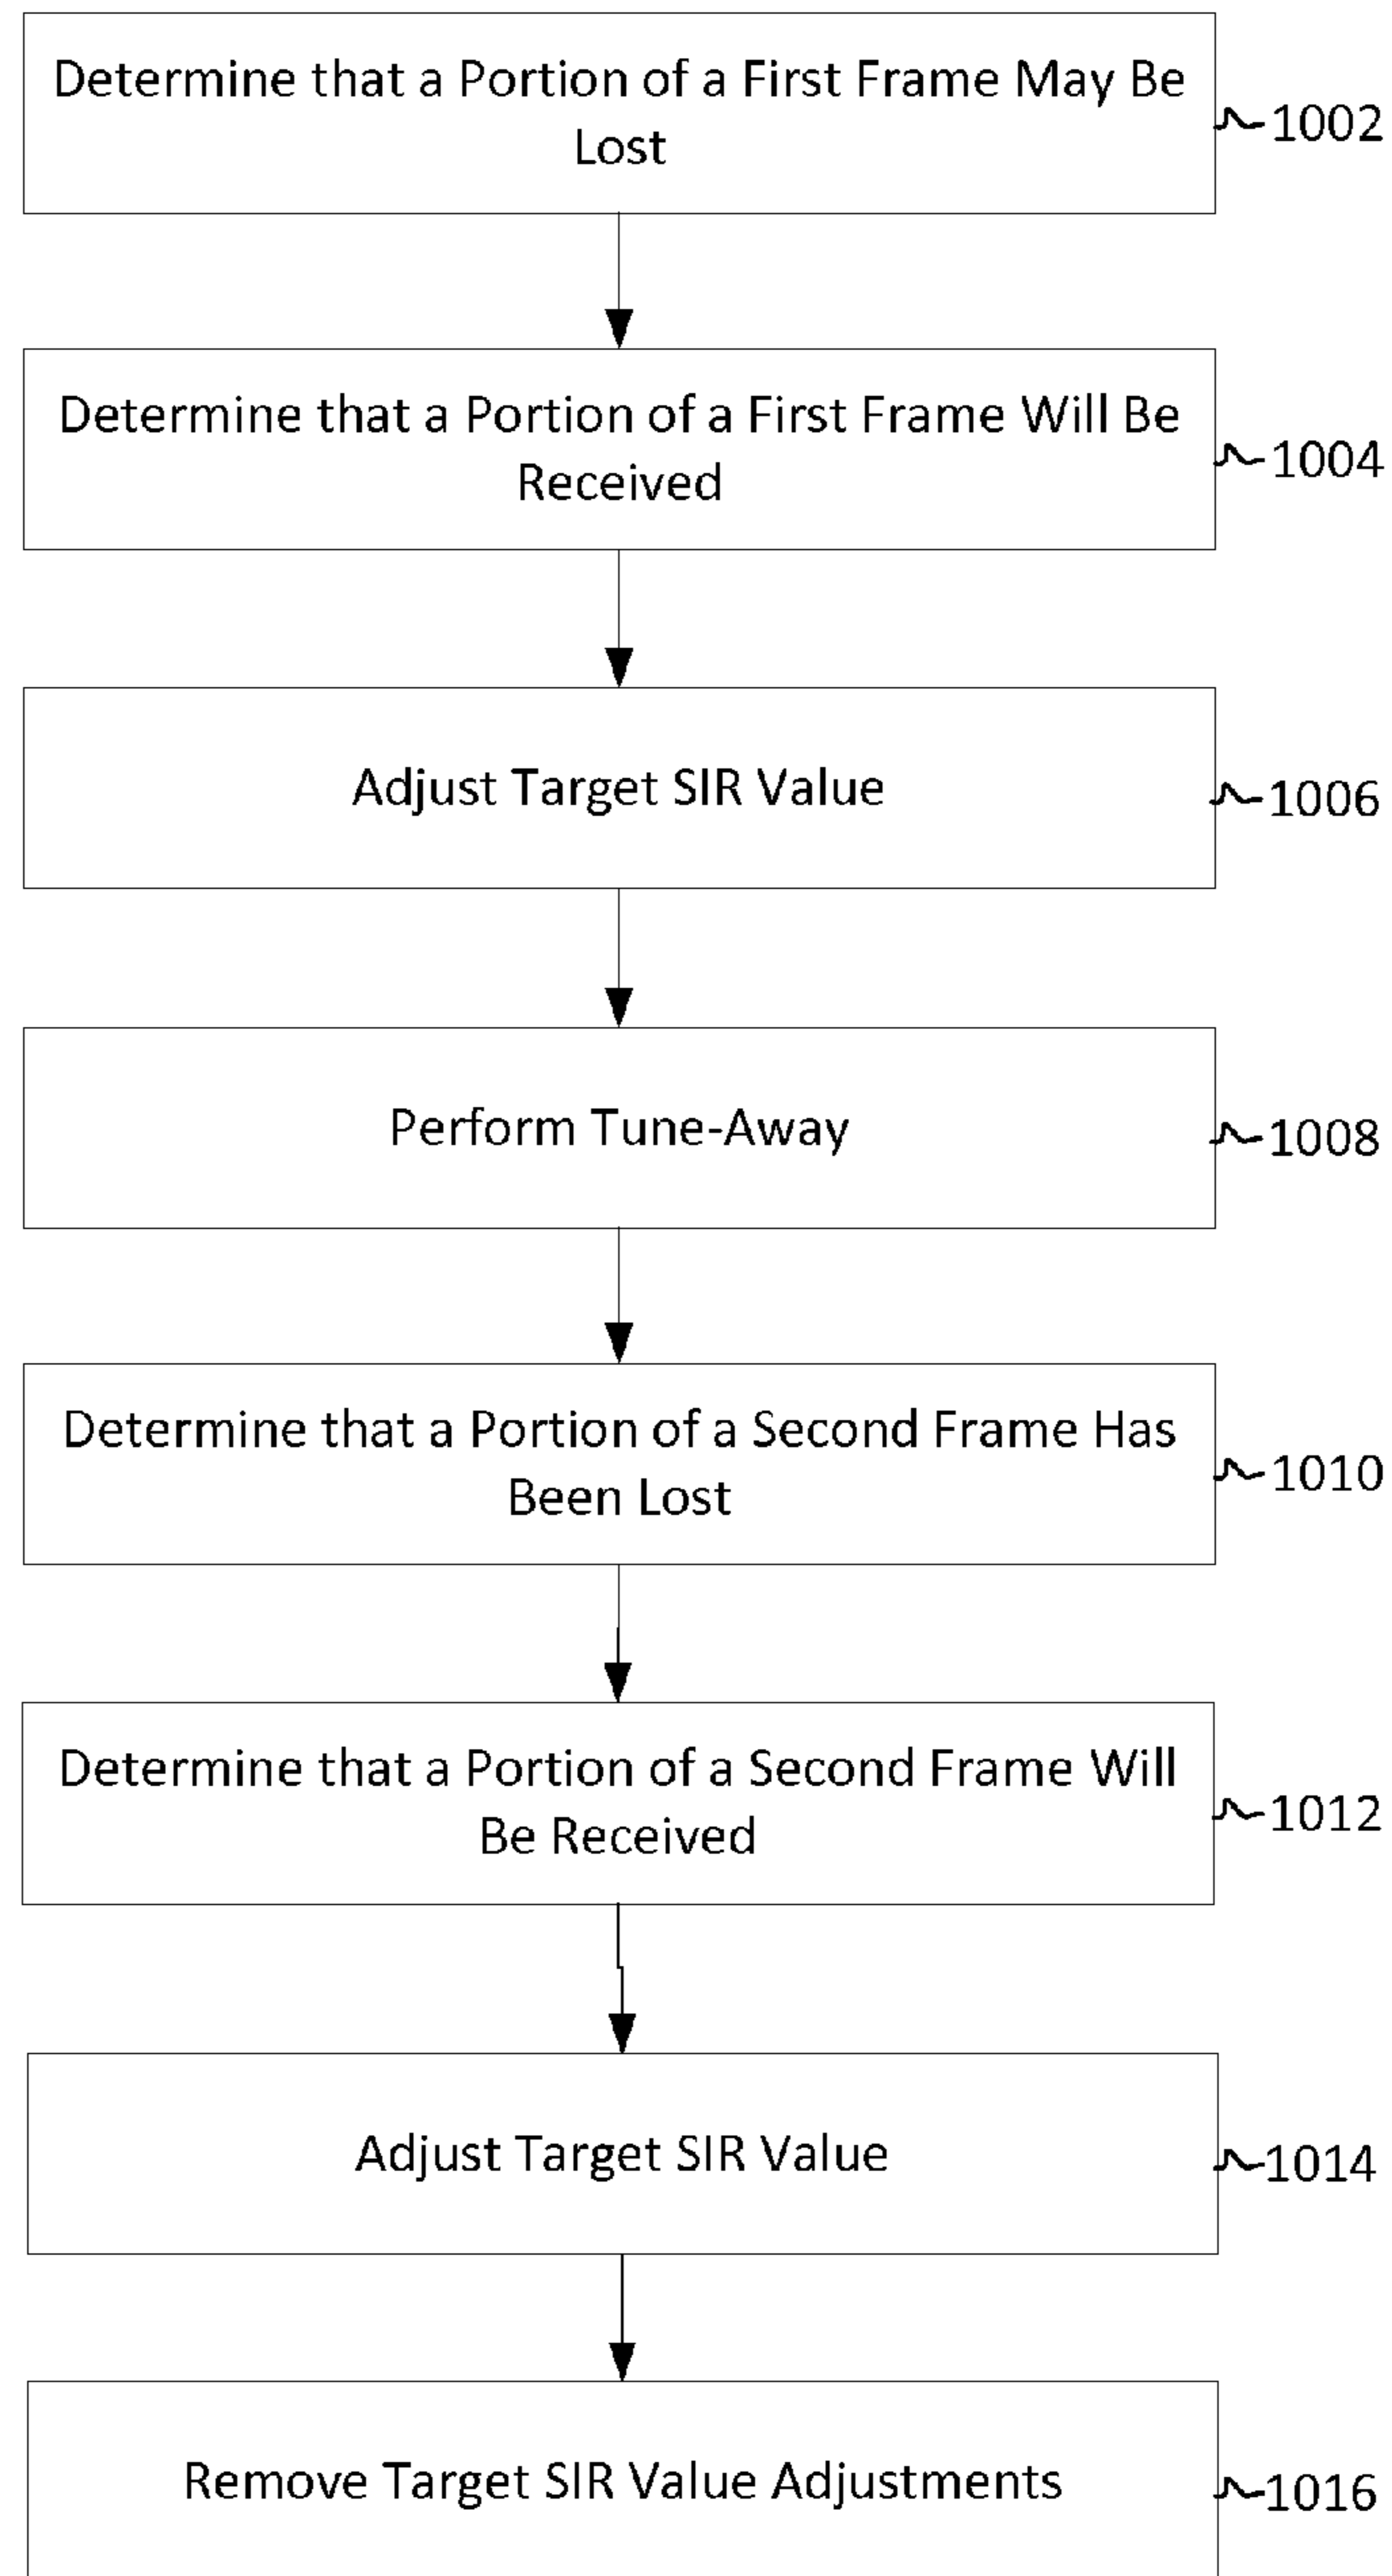 Determine that a Portion of a First Frame May Be
Lost
1002
Determine that a Portion of a First Frame Will Be
Received
1004
Adjust Target SIR Value
1006
Perform Tune-Away
1008
Determine that a Portion of a Second Frame Has
Been Lost
1010
Determine that a Portion of a Second Frame Will
Be Received
1012
Adjust Target SIR Value
1014
Remove Target SIR Value Adjustments
1016